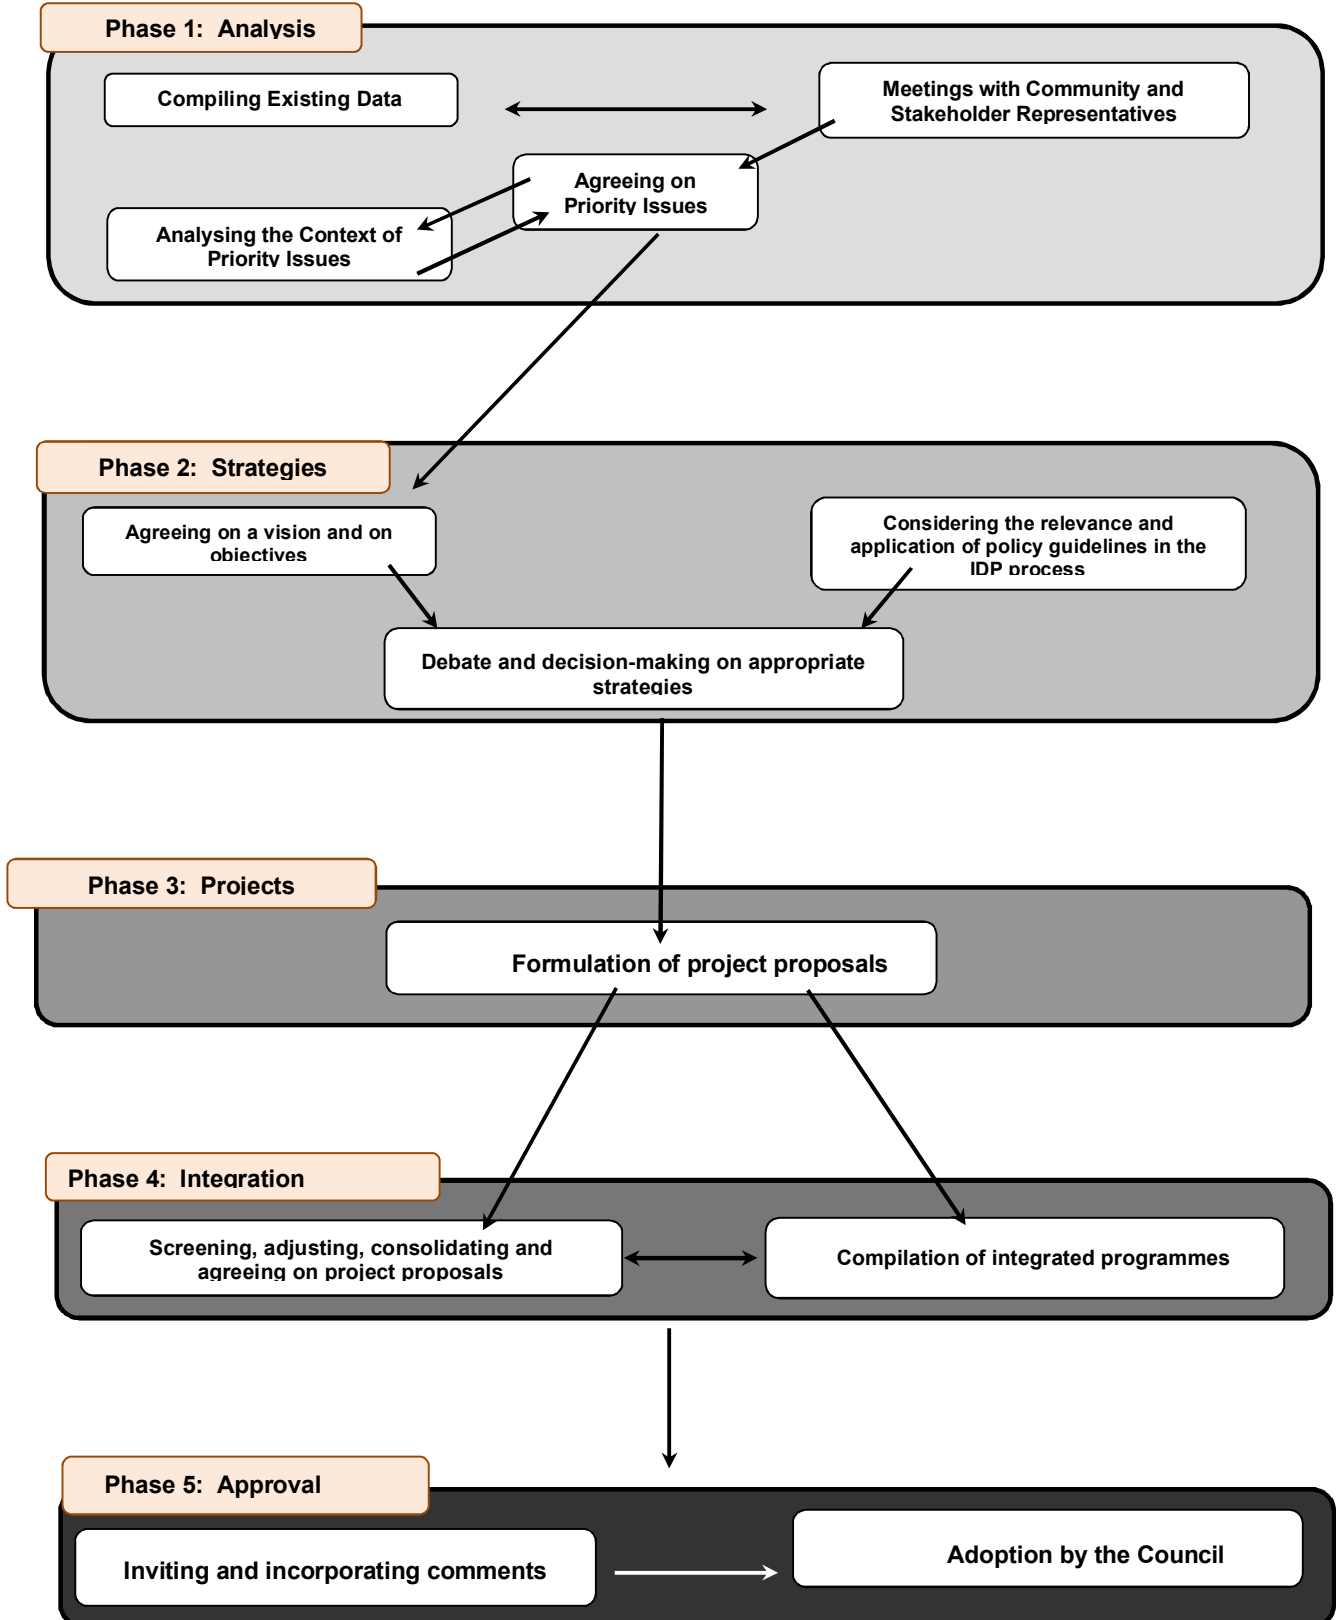 Phase 1: Analysis
Compiling Existing Data
Meetings with Community and
Stakeholder Representatives
Agreeing on
Priority Issues
Analysing the Context of
Priority Issues
Phase 2: Strategies
Agreeing on a vision and on
objectives
Considering the relevance and
application of policy guidelines in the
IDP process
Debate and decision-making on appropriate
strategies
Phase 3: Projects
Formulation of project proposals
Phase 4: Integration
Screening, adjusting, consolidating and
agreeing on project proposals
Compilation of integrated programmes
Phase 5: Approval
Inviting and incorporating comments
Adoption by the Council